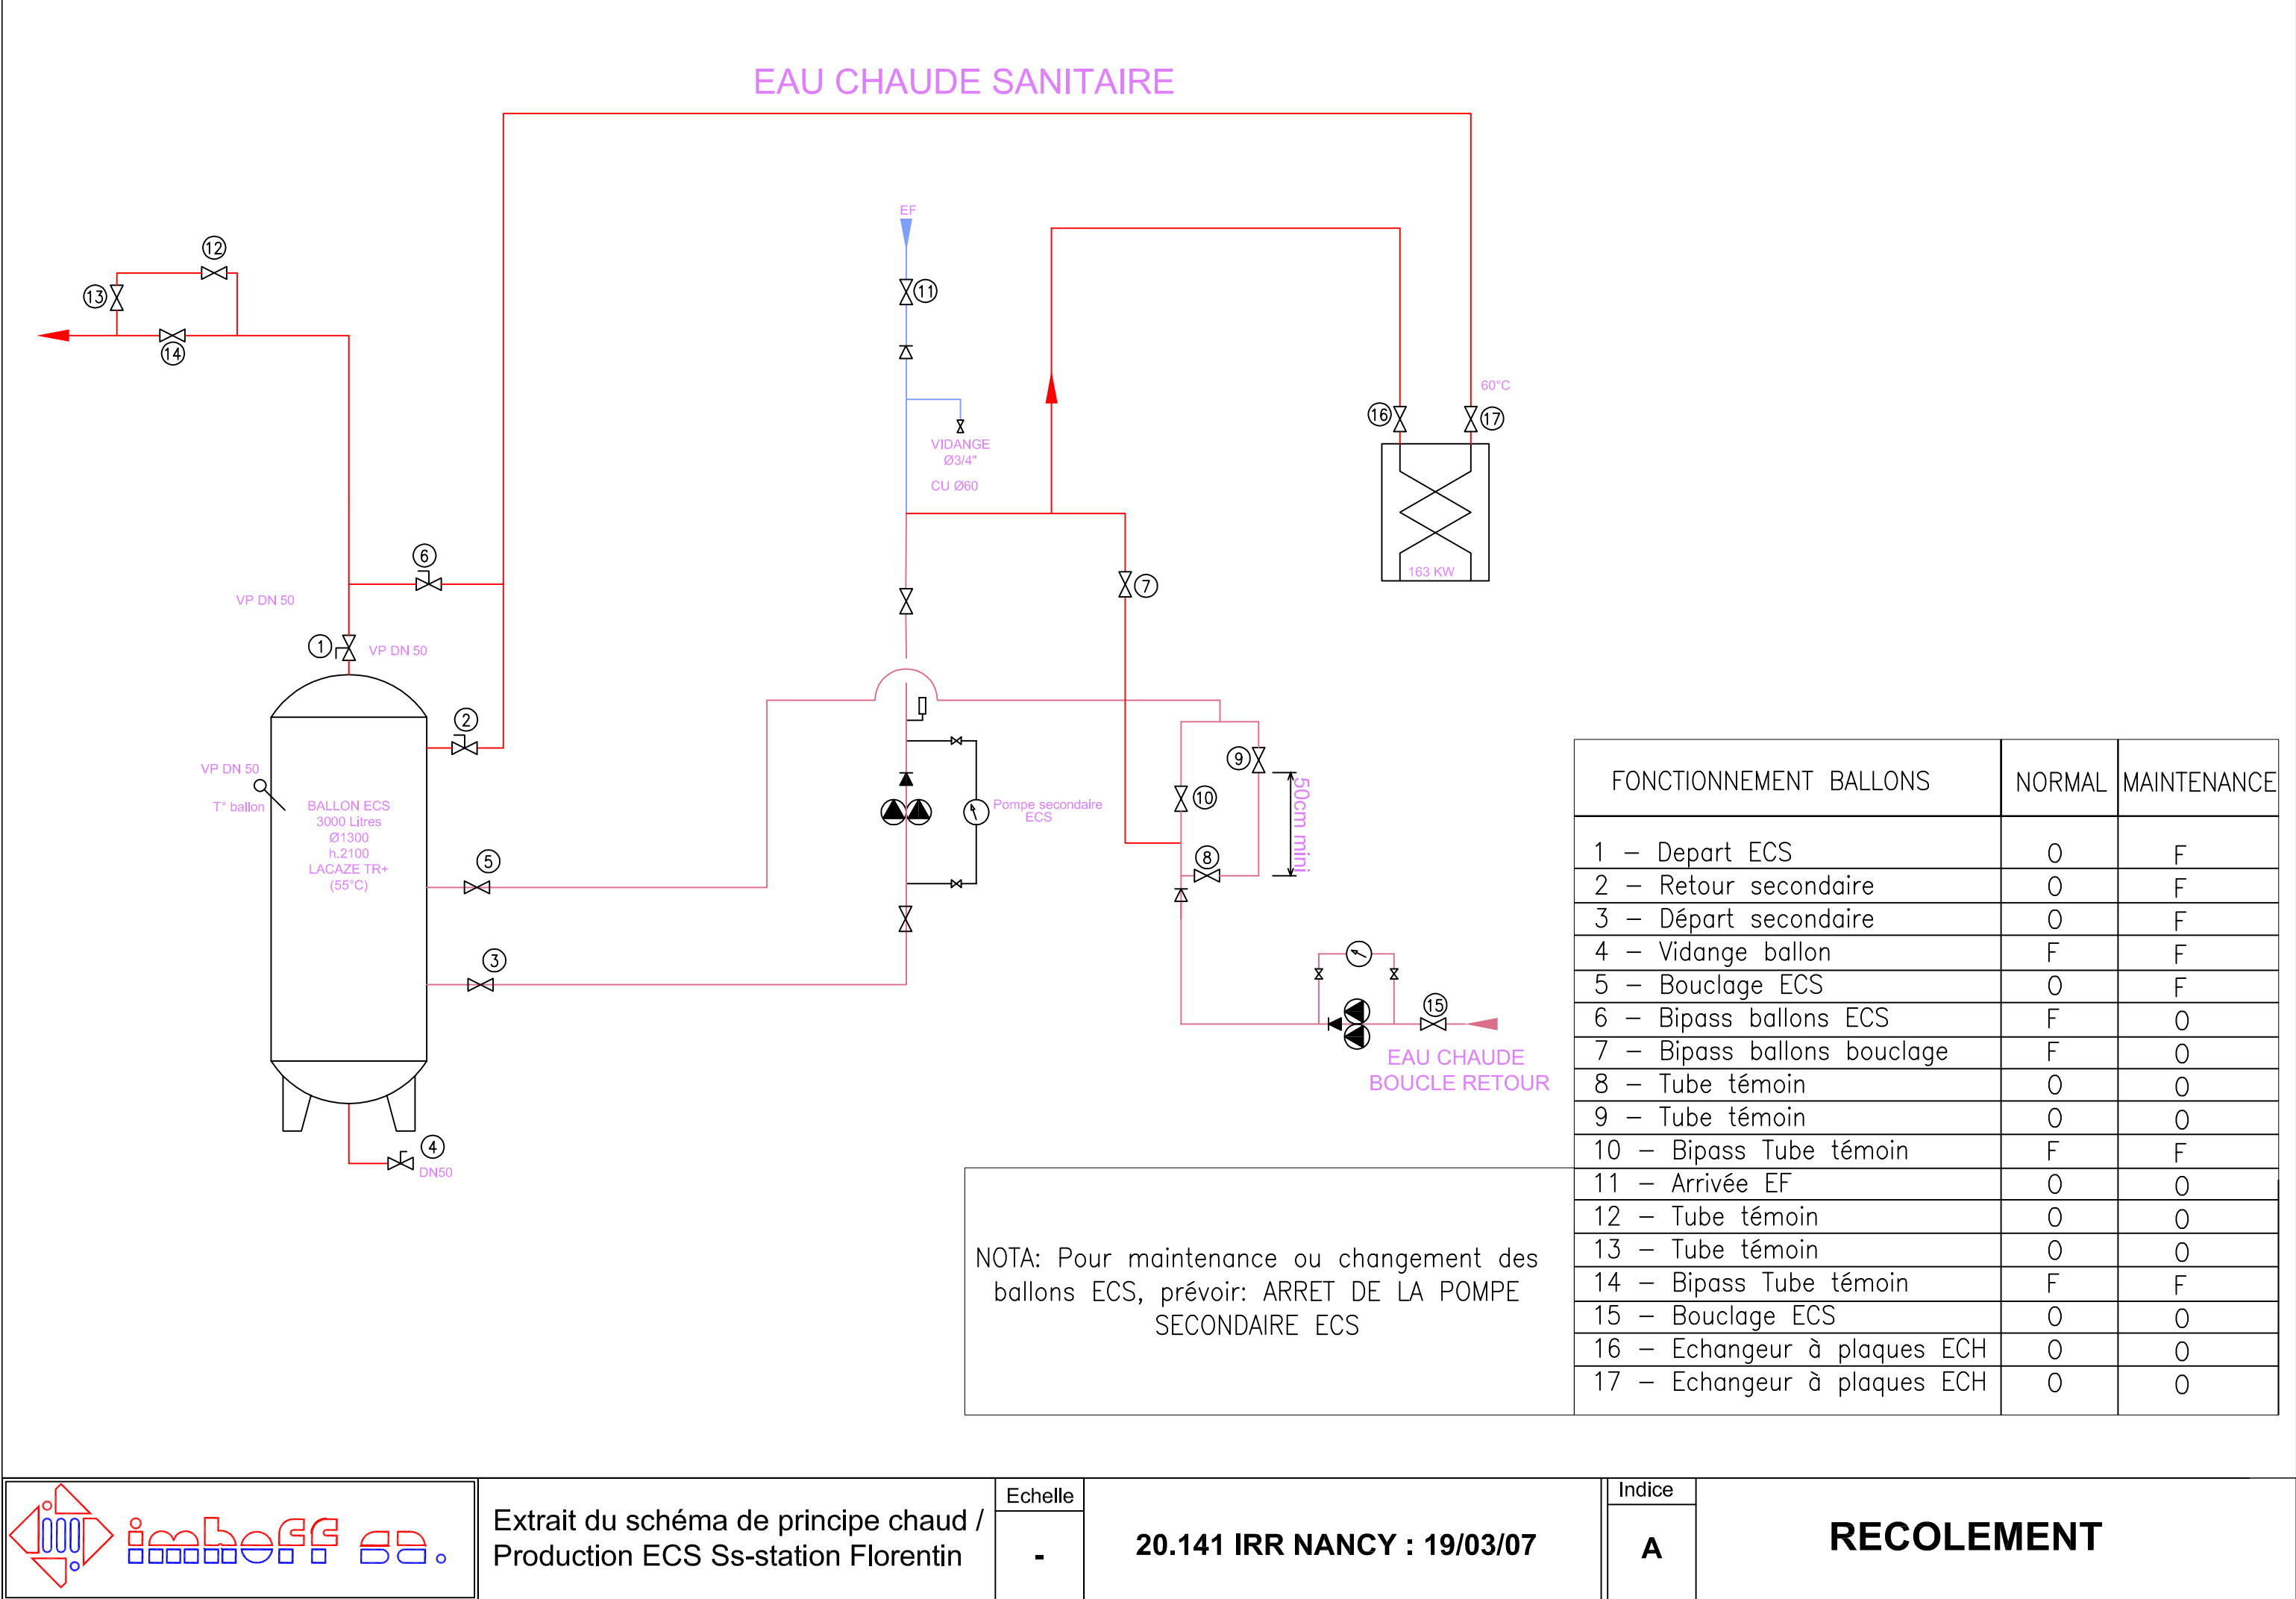 EAU CHAUDE SANITAIRE
EF
12
13
11
14
60°C
16
17
VIDANGE
Ø3/4"
CU Ø60
6
7
163 KW
VP DN 50
1
VP DN 50
2
9
VP DN 50
T° ballon
BALLON ECS
3000 Litres
Ø1300
h.2100
LACAZE TR+
(55°C)
10
50cm mini
Pompe secondaire
ECS
5
8
3
15
EAU CHAUDE
BOUCLE RETOUR
4
DN50
FONCTIONNEMENT BALLONS NORMAL MAINTENANCE
1 – Depart ECS O F
2 – Retour secondaire O F
3 – Départ secondaire O F
4 – Vidange ballon F F
5 – Bouclage ECS O F
6 – Bipass ballons ECS F O
7 – Bipass ballons bouclage F O
8 – Tube témoin O O
9 – Tube témoin O O
10 – Bipass Tube témoin F F
11 – Arrivée EF O O
12 – Tube témoin O O
13 – Tube témoin O O
14 – Bipass Tube témoin F F
15 – Bouclage ECS O O
16 – Echangeur à plaques ECH O O
17 – Echangeur à plaques ECH O O
NOTA: Pour maintenance ou changement des
ballons ECS, prévoir: ARRET DE LA POMPE
SECONDAIRE ECS
imhoff sa.
Extrait du schéma de principe chaud /
Production ECS Ss-station Florentin
Echelle
-
20.141 IRR NANCY : 19/03/07
Indice
A
RECOLEMENT